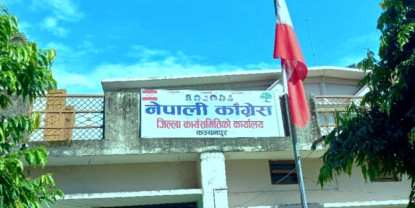 नेपाली कांग्रेस
जिल्ला कार्यसमितिको कार्यालय
कञ्चनपुर